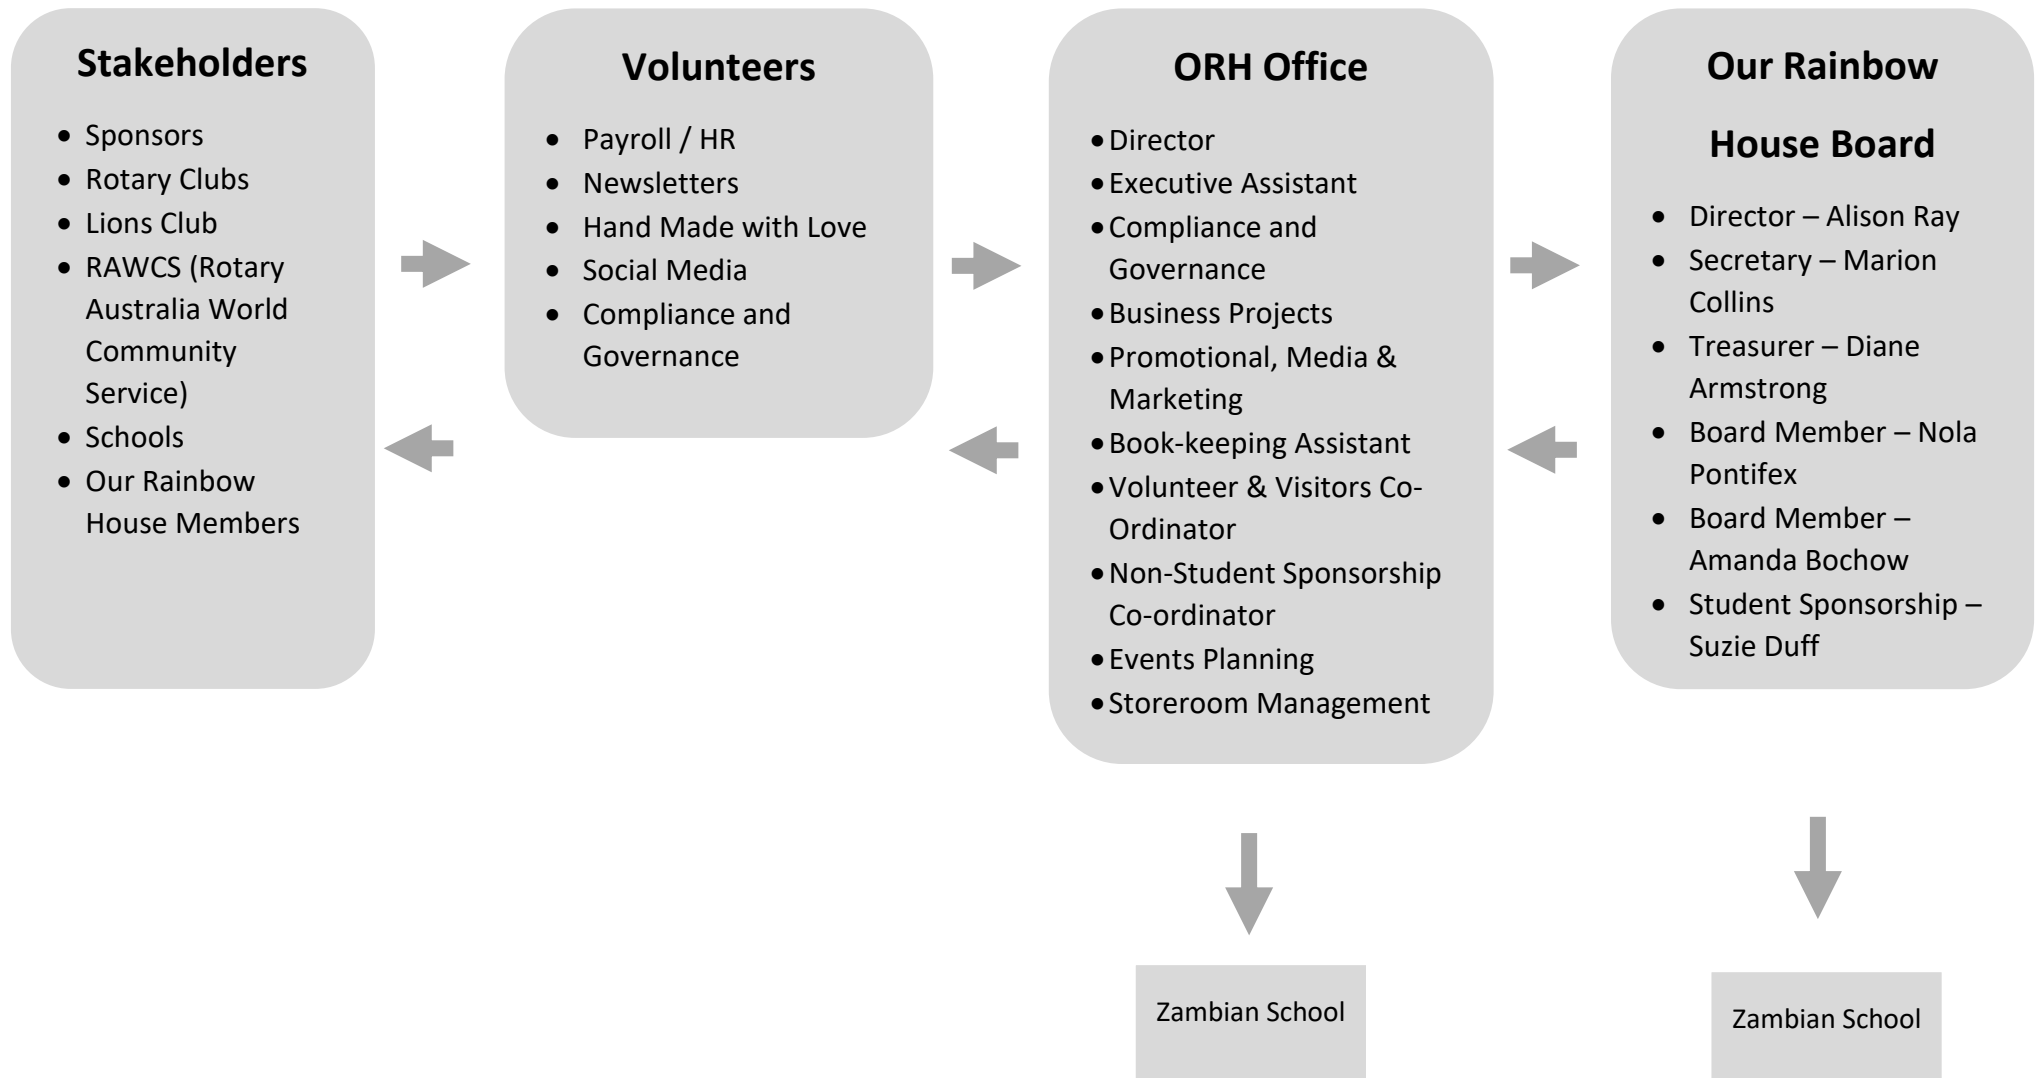 Stakeholders
• Sponsors
• Rotary Clubs
• Lions Club
• RAWCS (Rotary
Australia World
Community
Service)
• Schools
• Our Rainbow
House Members
Volunteers
• Payroll / HR
• Newsletters
• Hand Made with Love
• Social Media
• Compliance and
Governance
ORH Office
• Director
• Executive Assistant
• Compliance and
Governance
• Business Projects
• Promotional, Media &
Marketing
• Book-keeping Assistant
• Volunteer & Visitors Co-
Ordinator
• Non-Student Sponsorship
Co-ordinator
• Events Planning
• Storeroom Management
Our Rainbow
House Board
• Director – Alison Ray
• Secretary – Marion
Collins
• Treasurer – Diane
Armstrong
• Board Member – Nola
Pontifex
• Board Member –
Amanda Bochow
• Student Sponsorship –
Suzie Duff
Zambian School
Zambian School